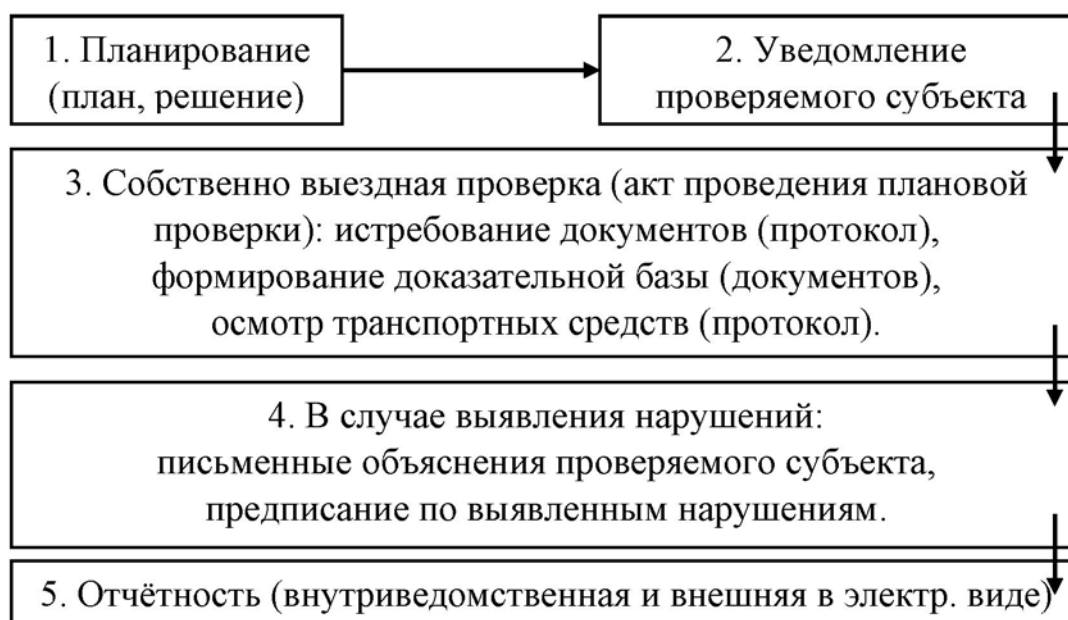 1. Планирование
(план, решение)
2. Уведомление
проверяемого субъекта
3. Собственно выездная проверка (акт проведения плановой
проверки): истребование документов (протокол),
формирование доказательной базы (документов),
осмотр транспортных средств (протокол).
4. В случае выявления нарушений:
письменные объяснения проверяемого субъекта,
предписание по выявленным нарушениям.
5. Отчётность (внутриведомственная и внешняя в электр. виде)